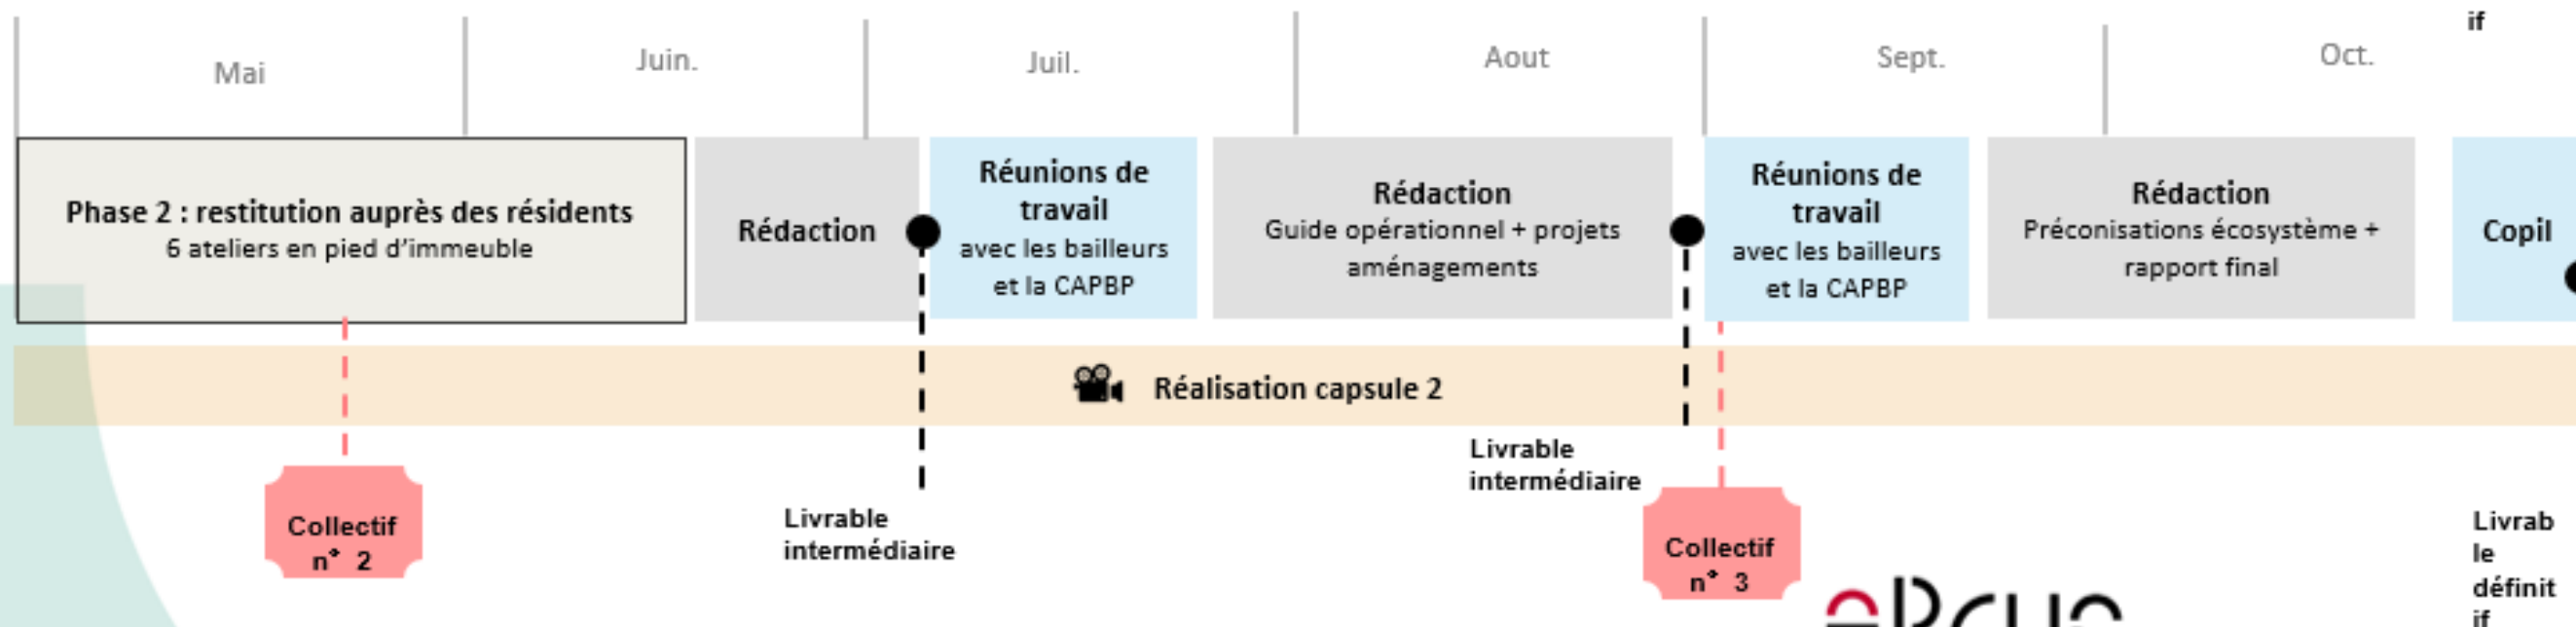 if
Mai
Juin.
Juil.
Aout
Sept.
Oct.
Phase 2 : restitution auprès des résidents
6 ateliers en pied d’immeuble
Rédaction
Réunions de
travail
avec les bailleurs
et la CAPBP
Rédaction
Guide opérationnel + projets
aménagements
Réunions de
travail
avec les bailleurs
et la CAPBP
Rédaction
Préconisations écosystème +
rapport final
Copil
Réalisation capsule 2
Collectif
n° 2
Livrable
intermédiaire
Livrable
intermédiaire
Collectif
n° 3
Livrab
le
définit
if